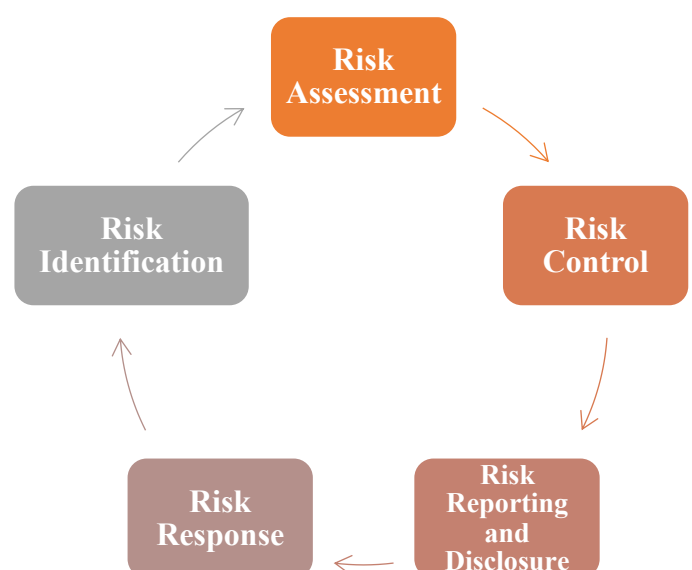 Risk
Assessment
Risk
Control
Risk
Reporting
and
Disclosure
Risk
Response
Risk
Identification